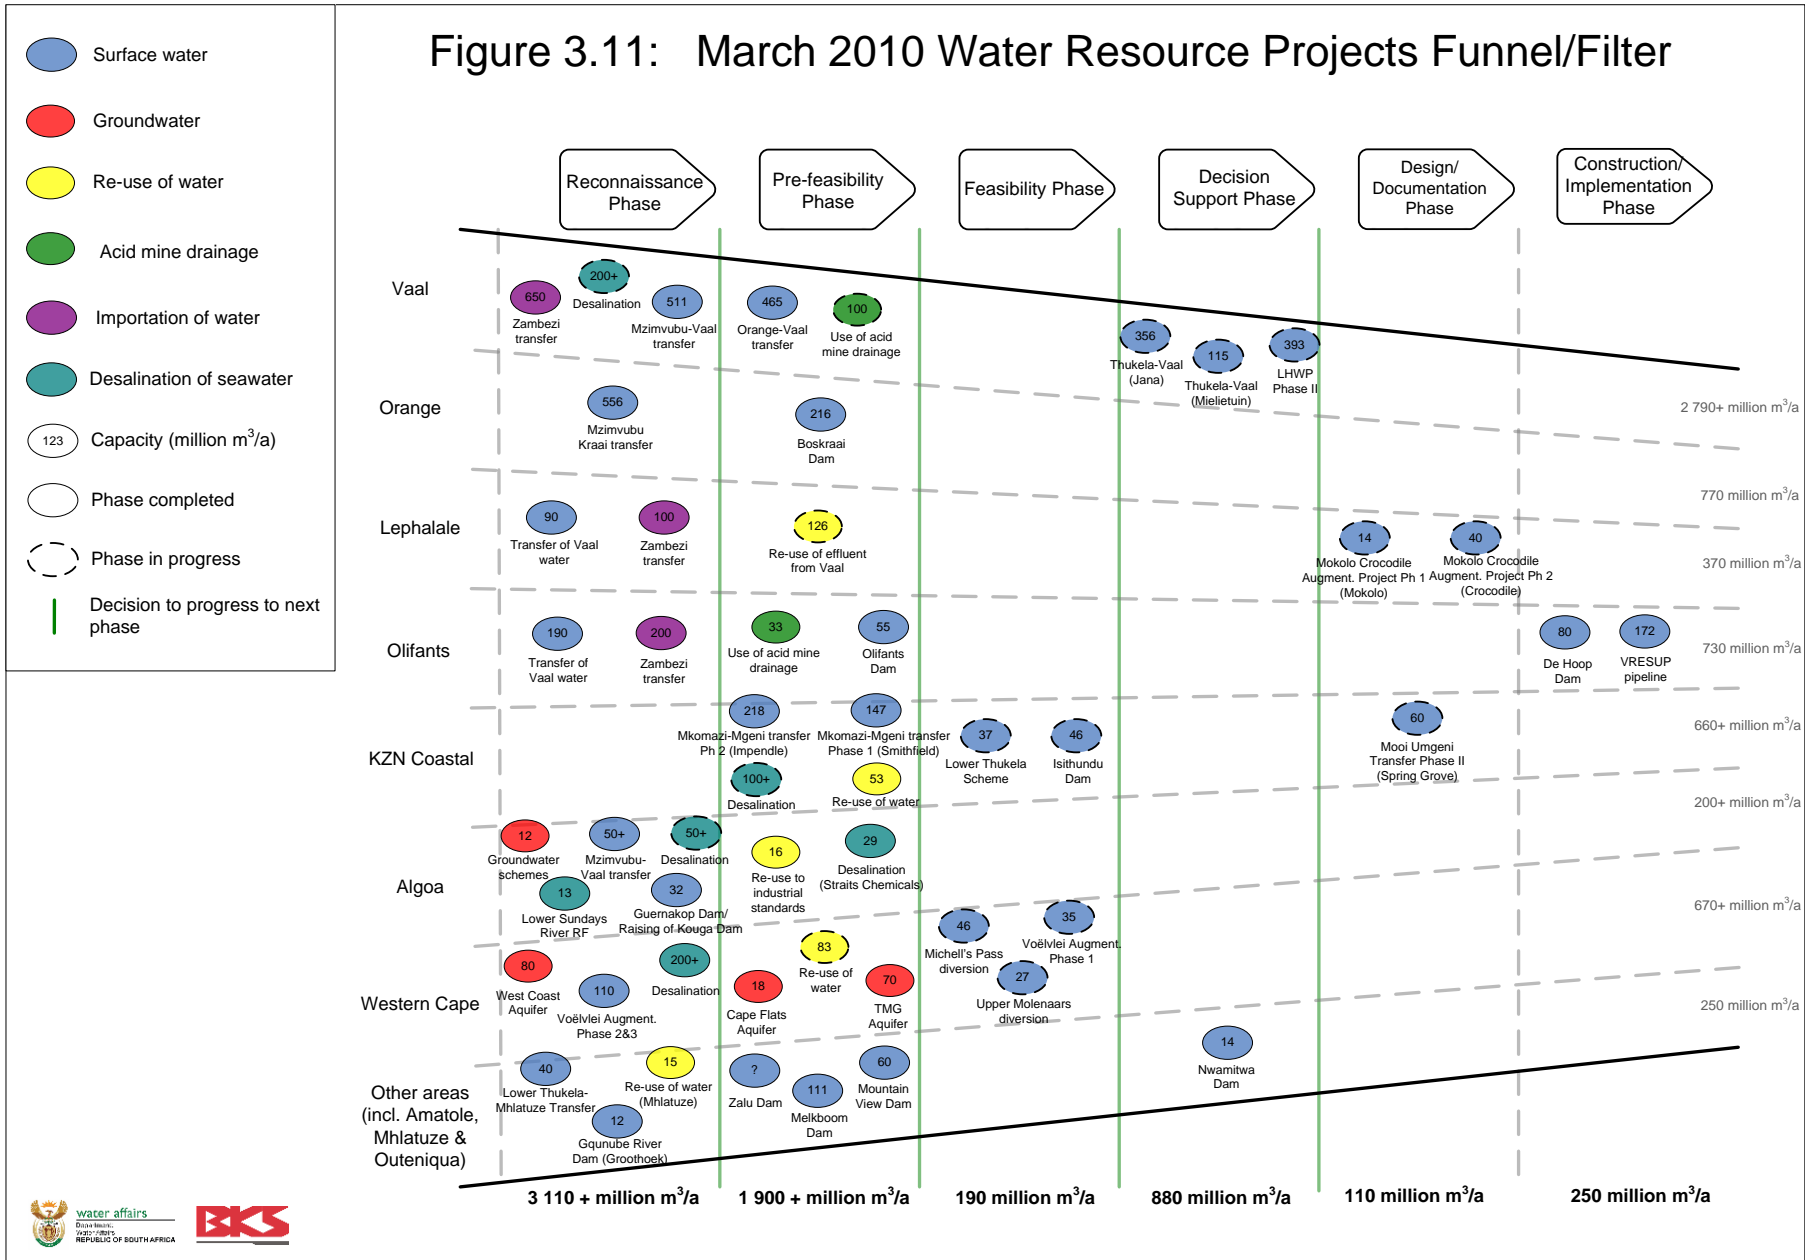 Figure 3.11: March 2010 Water Resource Projects Funnel/Filter
Surface water
Groundwater
Re-use of water
Acid mine drainage
Importation of water
Desalination of seawater
123
Capacity (million m³/a)
Phase completed
Phase in progress
Decision to progress to next
phase
Reconnaissance
Phase
Pre-feasibility
Phase
Feasibility Phase
Decision
Support Phase
Design/
Documentation
Phase
Construction/
Implementation
Phase
Vaal
650
Zambezi
transfer
200+
Desalination
511
Mzimvubu-Vaal
transfer
465
Orange-Vaal
transfer
100
Use of acid
mine drainage
356
Thukela-Vaal
(Jana)
115
Thukela-Vaal
(Mielietuin)
393
LHWP
Phase II
2 790+ million m³/a
Orange
556
Mzimvubu
Kraai transfer
216
Boskraai
Dam
770 million m³/a
Lephalale
90
Transfer of Vaal
water
100
Zambezi
transfer
126
Re-use of effluent
from Vaal
14
Mokolo Crocodile
Augment. Project Ph 1
(Mokolo)
40
Mokolo Crocodile
Augment. Project Ph 2
(Crocodile)
370 million m³/a
Olifants
190
Transfer of
Vaal water
200
Zambezi
transfer
33
Use of acid mine
drainage
55
Olifants
Dam
80
De Hoop
Dam
172
VRESUP
pipeline
730 million m³/a
KZN Coastal
218
Mkomazi-Mgeni transfer
Ph 2 (Impendle)
147
Mkomazi-Mgeni transfer
Phase 1 (Smithfield)
100+
Desalination
53
Re-use of water
37
Lower Thukela
Scheme
46
Isithundu
Dam
60
Mooi Umgeni
Transfer Phase II
(Spring Grove)
660+ million m³/a
200+ million m³/a
Algoa
12
Groundwater
schemes
50+
Mzimvubu-
Vaal transfer
50+
Desalination
13
Lower Sundays
River RF
32
Guernakop Dam/
Raising of Kouga Dam
16
Re-use to
industrial
standards
29
Desalination
(Straits Chemicals)
670+ million m³/a
Western Cape
80
West Coast
Aquifer
110
Voëlvlei Augment.
Phase 2&3
200+
Desalination
18
Cape Flats
Aquifer
83
Re-use of
water
70
TMG
Aquifer
46
Michell's Pass
diversion
27
Upper Molenaars
diversion
35
Voëlvlei Augment.
Phase 1
250 million m³/a
Other areas
(incl. Amatole,
Mhlatuze &
Outeniqua)
40
Lower Thukela-
Mhlatuze Transfer
12
Gqunube River
Dam (Groothoek)
15
Re-use of water
(Mhlatuze)
?
Zalu Dam
111
Melkboom
Dam
60
Mountain
View Dam
14
Nwamitwa
Dam
3 110 + million m³/a
1 900 + million m³/a
190 million m³/a
880 million m³/a
110 million m³/a
250 million m³/a
water affairs
Department:
Water Affairs
REPUBLIC OF SOUTH AFRICA
BKS